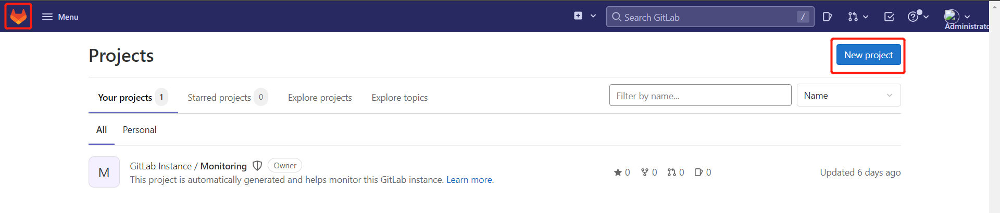 Menu
Search GitLab /
Administrato
Projects
New project
Your projects 1 Starred projects 0 Explore projects Explore topics
Filter by name... Name
All Personal
M
GitLab Instance / Monitoring Owner
This project is automatically generated and helps monitor this GitLab instance. Learn more.
0 0 0 0 Updated 6 days ago